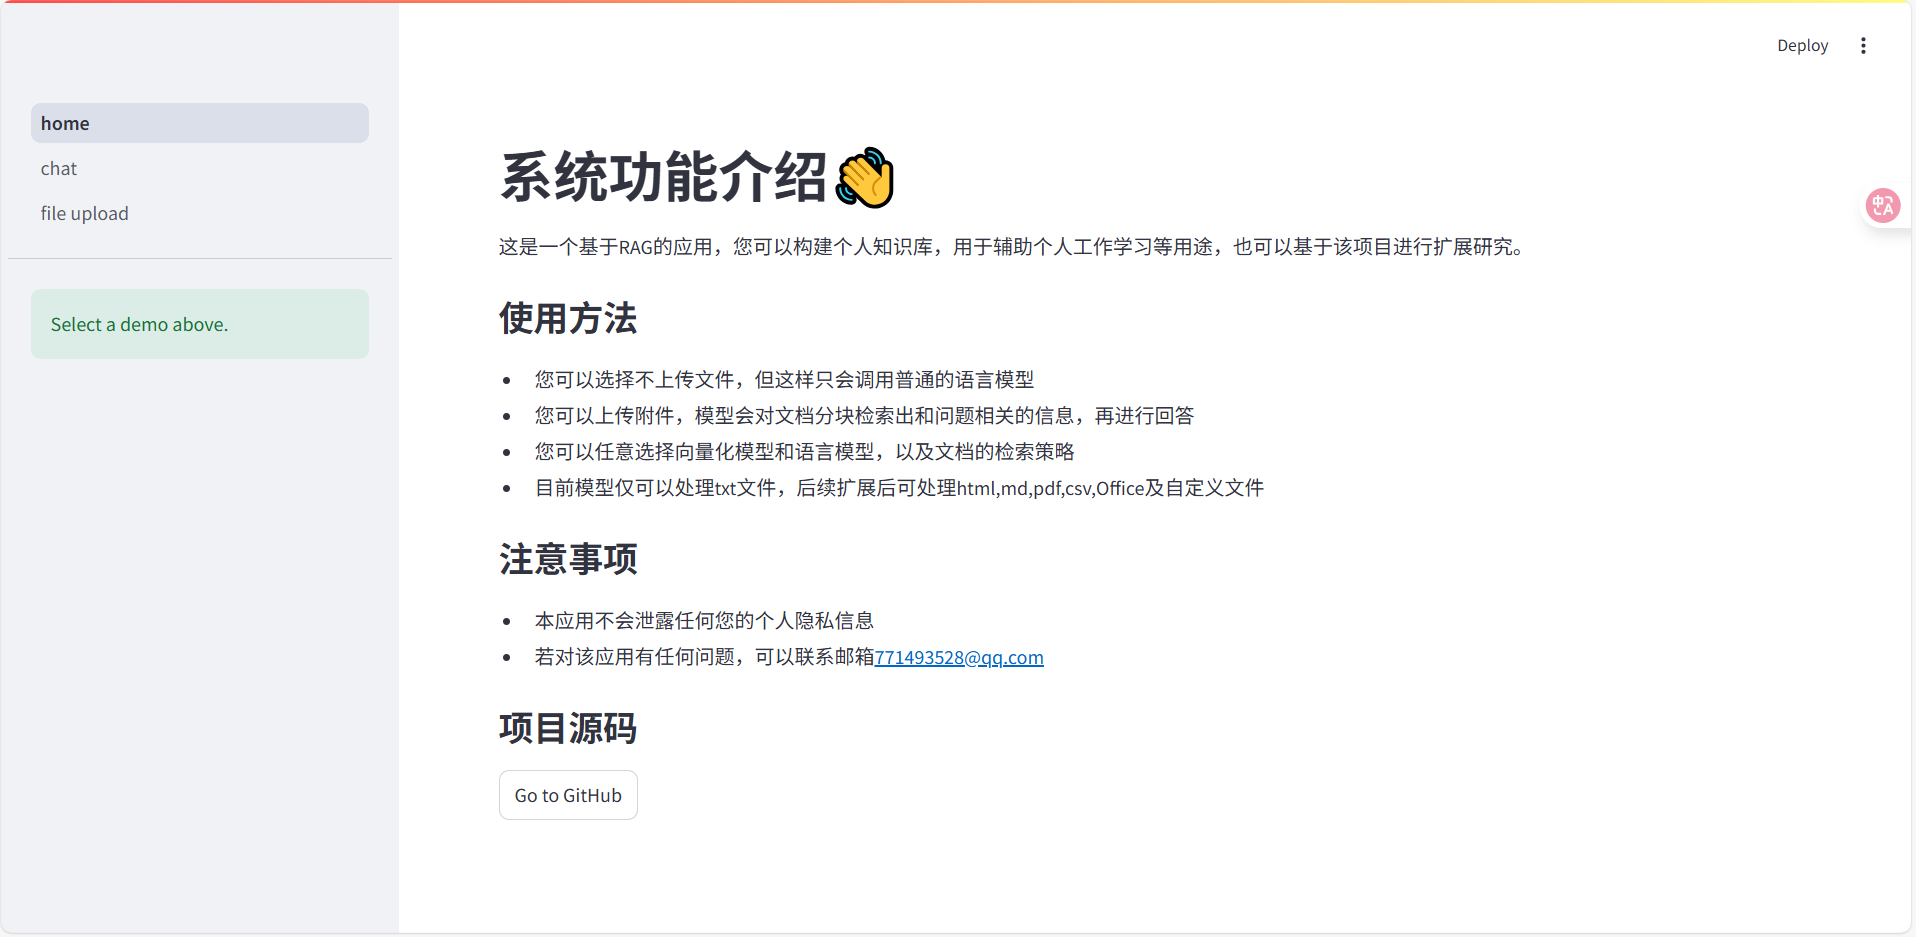 Deploy
home
chat
file upload
Select a demo above.
系统功能介绍👋
这是一个基于RAG的应用，您可以构建个人知识库，用于辅助个人工作学习等用途，也可以基于该项目进行扩展研究。
使用方法
• 您可以选择不上传文件，但这样只会调用普通的语言模型
• 您可以上传附件，模型会对文档分块检索出和问题相关的信息，再进行回答
• 您可以任意选择向量化模型和语言模型，以及文档的检索策略
• 目前模型仅可以处理txt文件，后续扩展后可处理html,md,pdf,csv,Office及自定义文件
注意事项
• 本应用不会泄露任何您的个人隐私信息
• 若对该应用有任何问题，可以联系邮箱771493528@qq.com
项目源码
Go to GitHub
中A